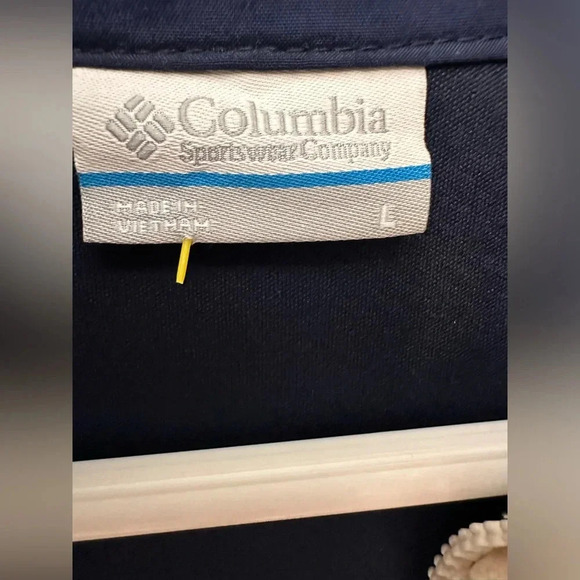 Columbia
Sportswear Company
MADE IN
VIETNAM
L